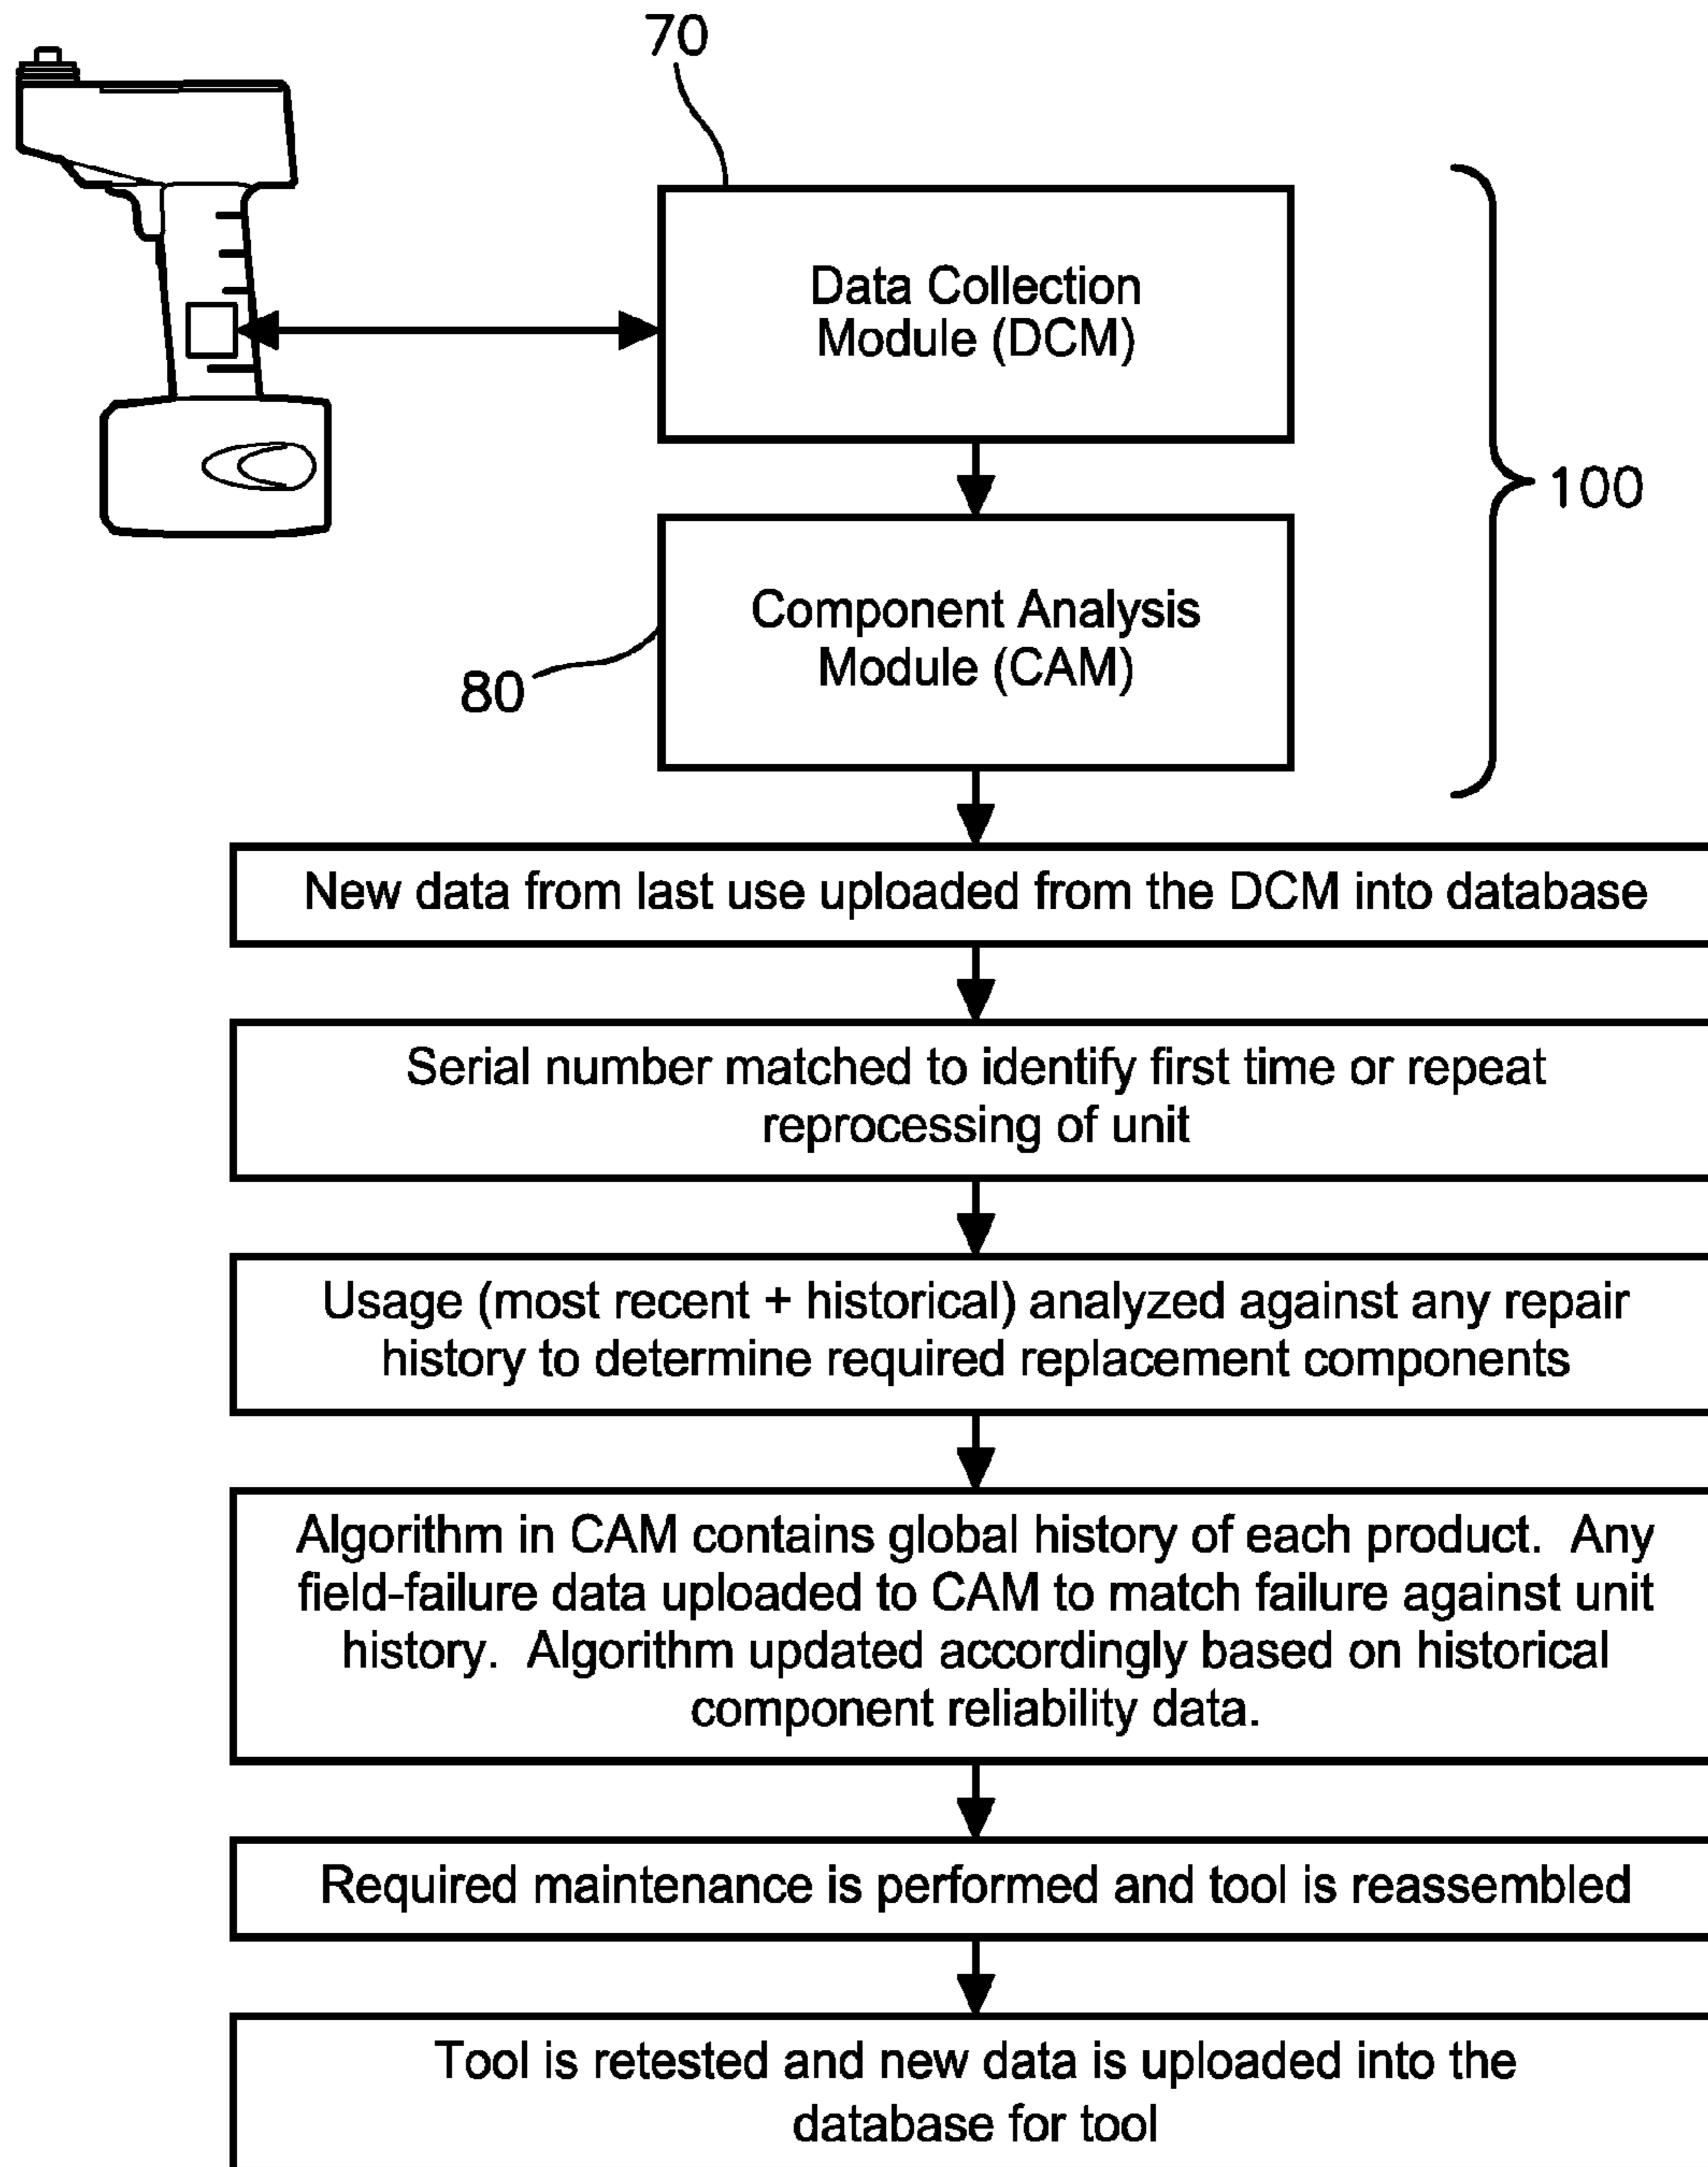 70
Data Collection
Module (DCM)
100
Component Analysis
Module (CAM)
80
New data from last use uploaded from the DCM into database
Serial number matched to identify first time or repeat
reprocessing of unit
Usage (most recent + historical) analyzed against any repair
history to determine required replacement components
Algorithm in CAM contains global history of each product.  Any
field-failure data uploaded to CAM to match failure against unit
history.  Algorithm updated accordingly based on historical
component reliability data.
Required maintenance is performed and tool is reassembled
Tool is retested and new data is uploaded into the
database for tool